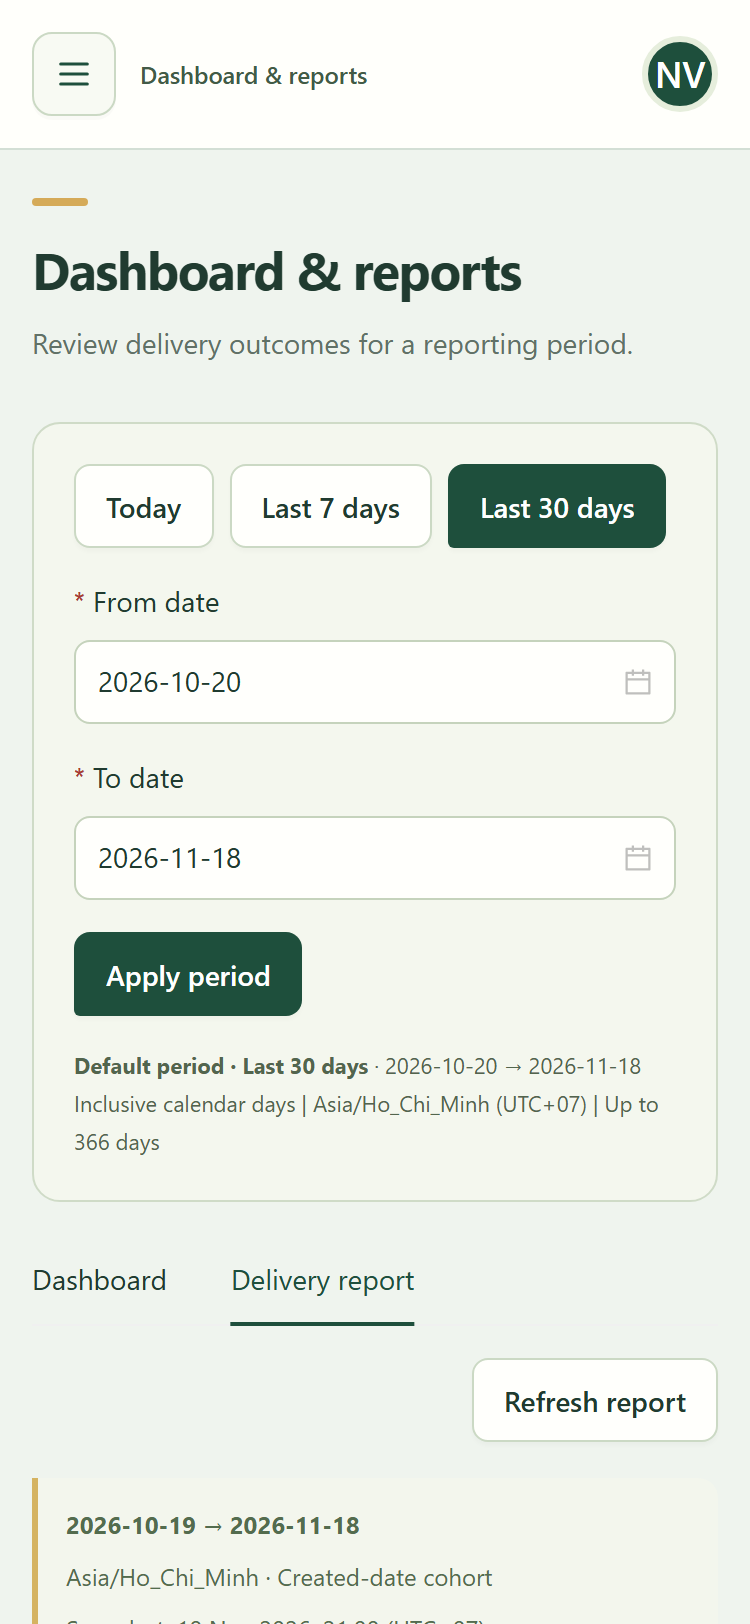 Dashboard & reports
NV
Dashboard & reports
Review delivery outcomes for a reporting period.
Today
Last 7 days
Last 30 days
* From date
2026-10-20
* To date
2026-11-18
Apply period
Default period · Last 30 days · 2026-10-20 → 2026-11-18
Inclusive calendar days | Asia/Ho_Chi_Minh (UTC+07) | Up to
366 days
Dashboard
Delivery report
Refresh report
2026-10-19 → 2026-11-18
Asia/Ho_Chi_Minh · Created-date cohort